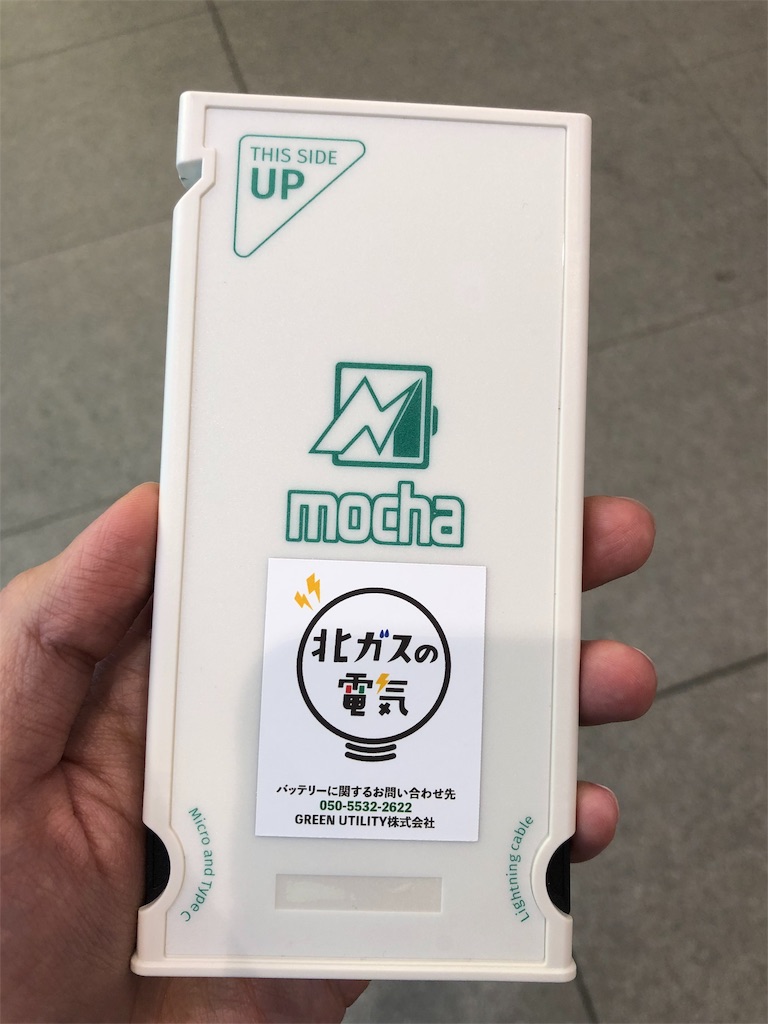 THIS SIDE
UP
mocha
北ガスの
電気
バッテリーに関するお問い合わせ先
050-5532-2622
GREEN UTILITY株式会社
Micro and Type C
Lightning cable